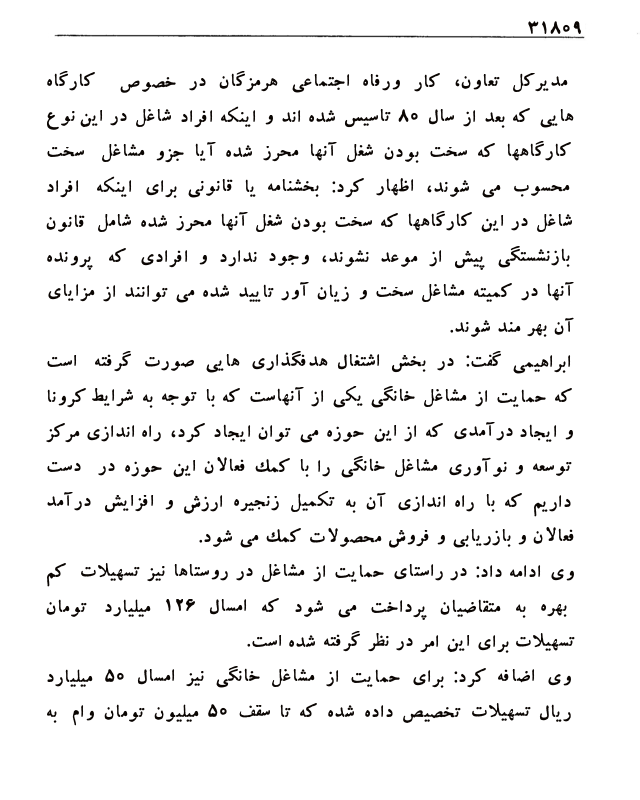 ۳۱۸۰۹
مدیرکل تعاون، کار ورفاه اجتماعی هرمزگان در خصوص کارگاه
هایی که بعد از سال ۸۰ تاسیس شده اند و اینکه افراد شاغل در این نوع
کارگاهها که سخت بودن شغل آنها محرز شده آیا جزو مشاغل سخت
محسوب می شوند، اظهار کرد: بخشنامه یا قانونی برای اینکه افراد
شاغل در این کارگاهها که سخت بودن شغل آنها محرز شده شامل قانون
بازنشستگی پیش از موعد نشوند، وجود ندارد و افرادی که پرونده
آنها در کمیته مشاغل سخت و زیان آور تایید شده می توانند از مزایای
آن بهر مند شوند.
ابراهیمی گفت: در بخش اشتغال هدفگذاری هایی صورت گرفته است
که حمایت از مشاغل خانگی یکی از آنهاست که با توجه به شرایط کرونا
و ایجاد درآمدی که از این حوزه می توان ایجاد کرد، راه اندازی مرکز
توسعه و نوآوری مشاغل خانگی را با کمك فعالان این حوزه در دست
داریم که با راه اندازی آن به تکمیل زنجیره ارزش و افزایش درآمد
فعالان و بازریابی و فروش محصولات کمك می شود.
وی ادامه داد: در راستای حمایت از مشاغل در روستاها نیز تسهیلات کم
بهره به متقاضیان پرداخت می شود که امسال ۱۲۶ میلیارد تومان
تسهیلات برای این امر در نظر گرفته شده است.
وی اضافه کرد: برای حمایت از مشاغل خانگی نیز امسال ۵۰ میلیارد
ریال تسهیلات تخصیص داده شده که تا سقف ۵۰ میلیون تومان وام به